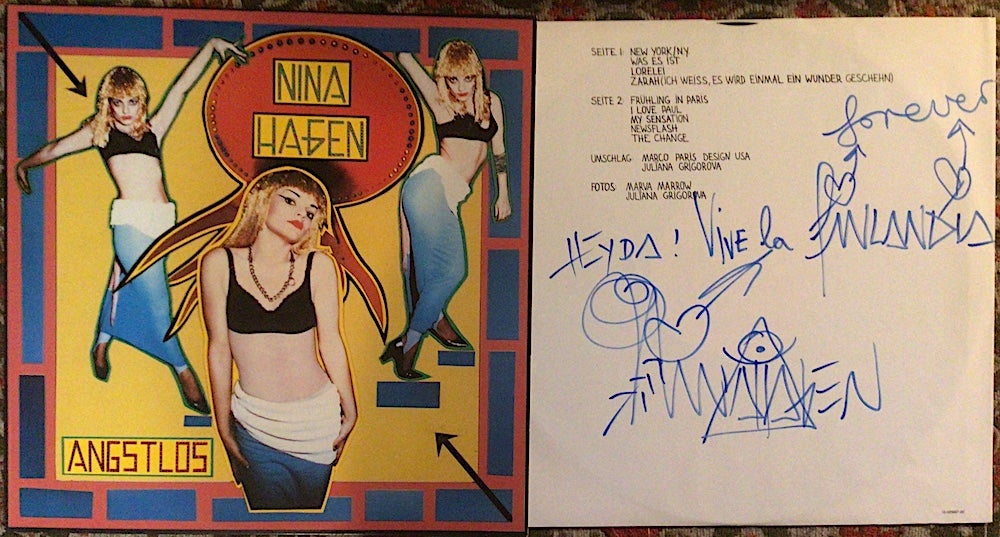 NINA
HAGEN
ANGSTLOS
SEITE 1: NEW YORK/NY
WAS ES IST
LORELEI
ZARAH (ICH WEISS, ES WIRD EINMAL EIN WUNDER GESCHEHN)
SEITE 2: FRÜHLING IN PARIS
I LOVE PAUL
MY SENSATION
NEWSFLASH
THE CHANGE
UMSCHLAG: MARCO PARIS DESIGN USA
JULIANA GRIGOROVA
FOTOS: MARVA MARROW
JULIANA GRIGOROVA
forever
HEYDA! Vive la FINLANDIA
NINA HAGEN